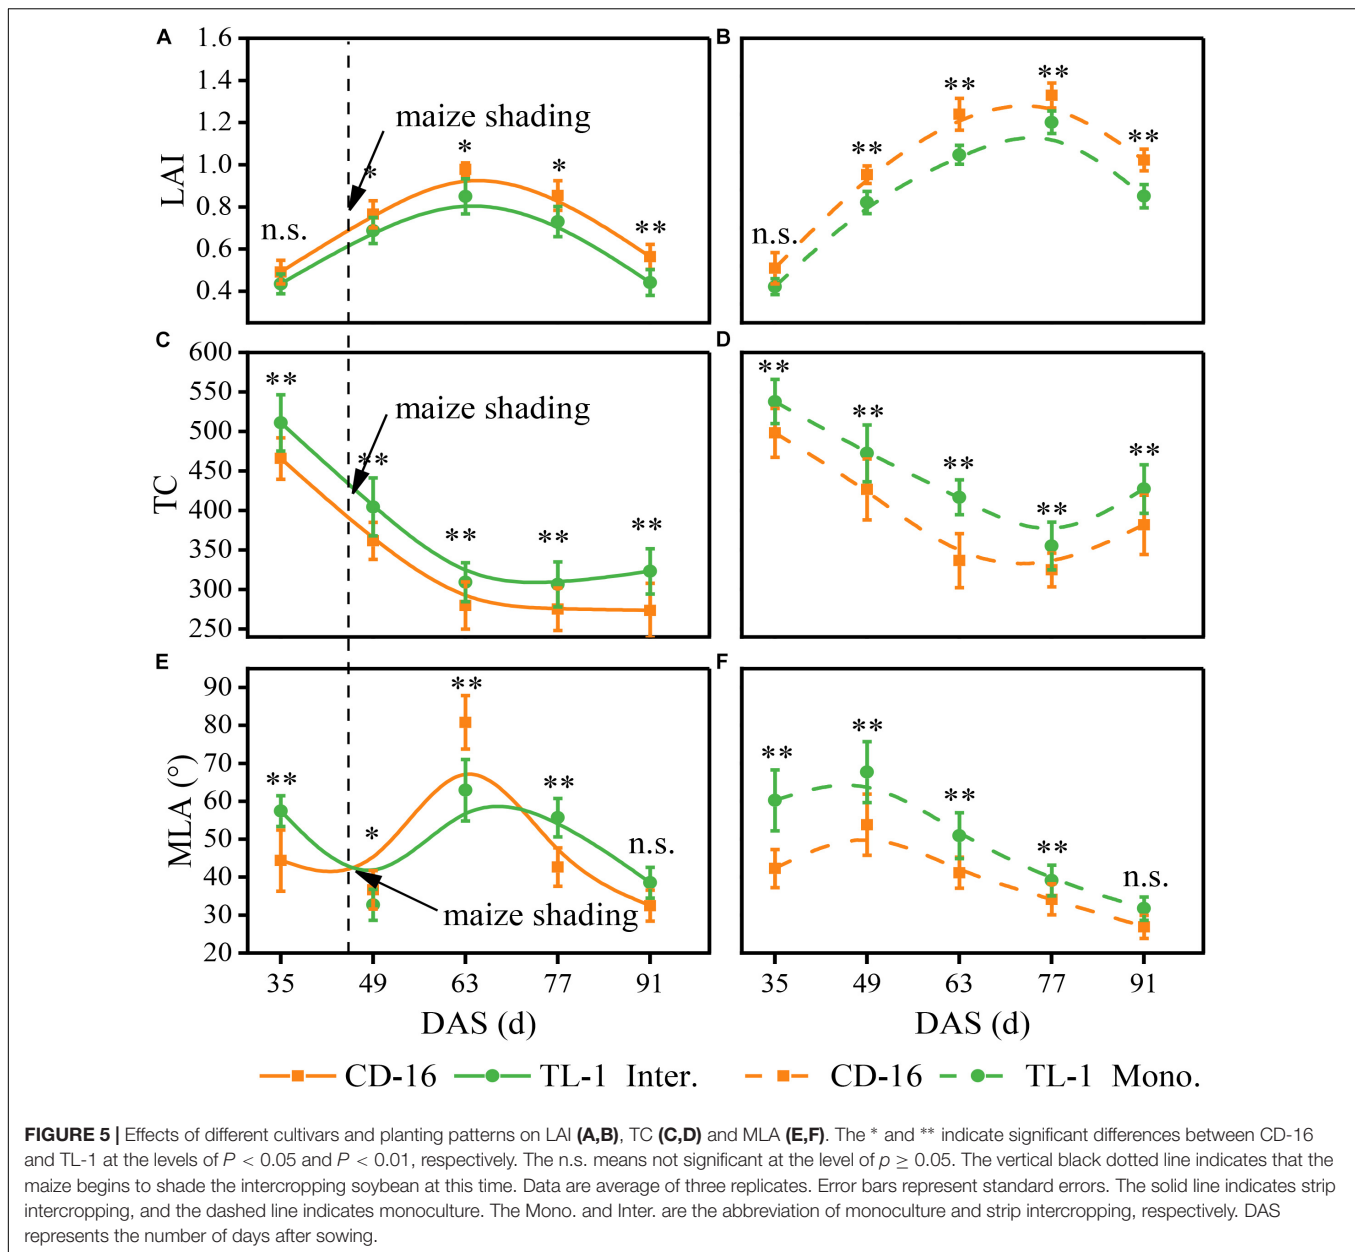 A
B
1.6
1.4
1.2
1.0
0.8
0.6
0.4
LAI
maize shading
n.s.
*
*
*
**
n.s.
**
**
**
**
C
D
600
550
500
450
400
350
300
250
TC
maize shading
**
**
**
**
**
**
**
**
**
**
E
F
90
80
70
60
50
40
30
20
MLA (°)
maize shading
**
*
**
**
n.s.
**
**
**
**
n.s.
35 49 63 77 91
35 49 63 77 91
DAS (d)
DAS (d)
CD-16 TL-1 Inter. CD-16 TL-1 Mono.
FIGURE 5 | Effects of different cultivars and planting patterns on LAI (A,B), TC (C,D) and MLA (E,F). The * and ** indicate significant differences between CD-16
and TL-1 at the levels of P < 0.05 and P < 0.01, respectively. The n.s. means not significant at the level of p ≥ 0.05. The vertical black dotted line indicates that the
maize begins to shade the intercropping soybean at this time. Data are average of three replicates. Error bars represent standard errors. The solid line indicates strip
intercropping, and the dashed line indicates monoculture. The Mono. and Inter. are the abbreviation of monoculture and strip intercropping, respectively. DAS
represents the number of days after sowing.